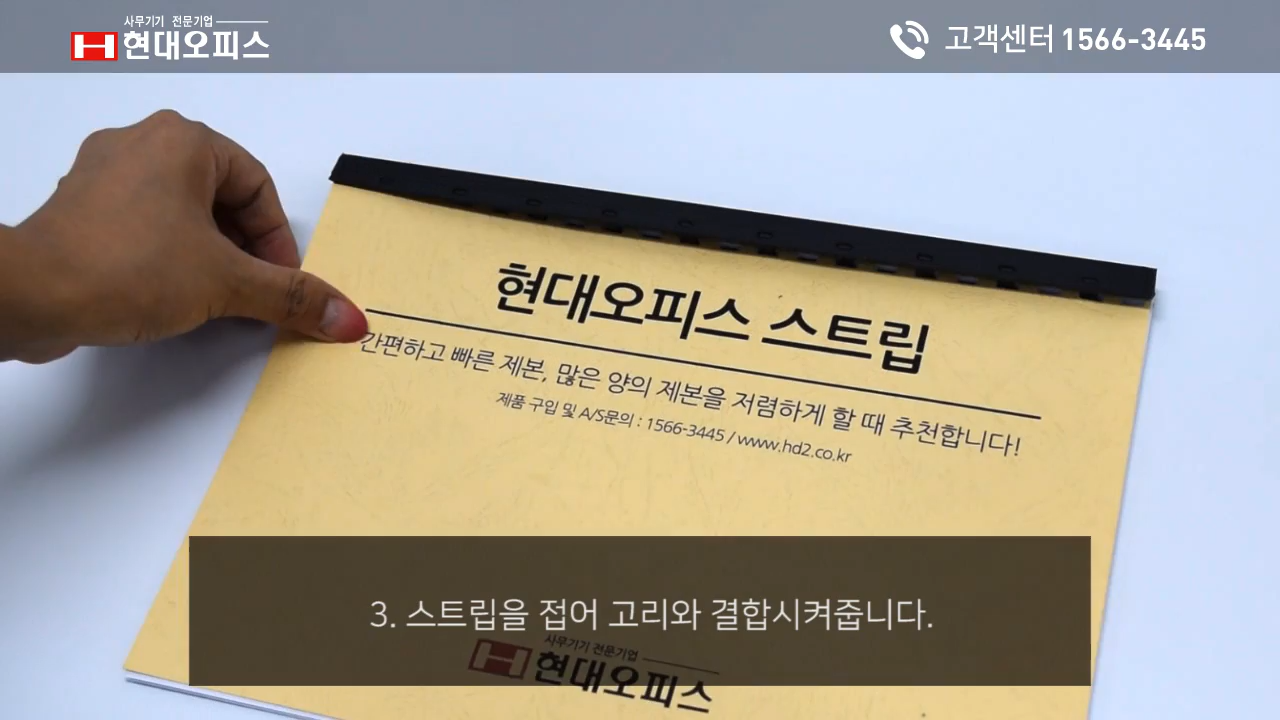 사무기기 전문기업
현대오피스
고객센터 1566-3445
현대오피스 스트립
간편하고 빠른 제본, 많은 양의 제본을 저렴하게 할 때 추천합니다!
제품 구입 및 A/S문의 : 1566-3445 / www.hd2.co.kr
3. 스트립을 접어 고리와 결합시켜줍니다.
사무기기 전문기업
현대오피스